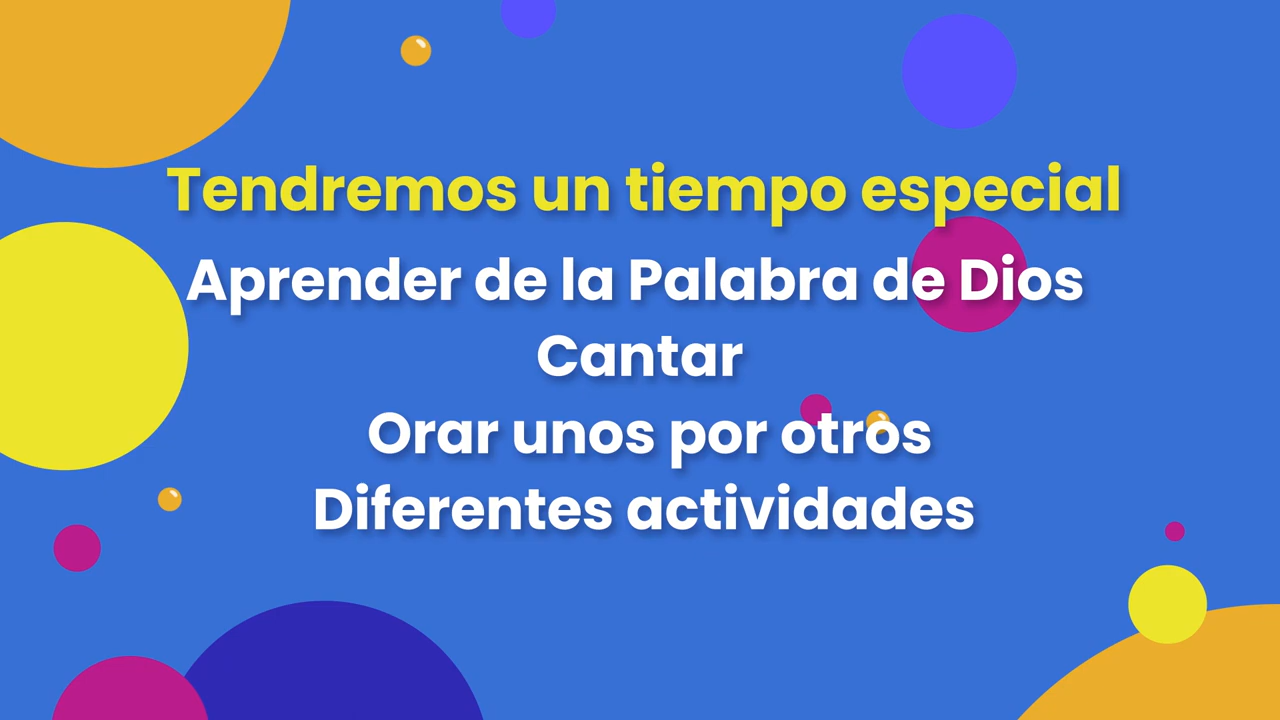 Tendremos un tiempo especial
Aprender de la Palabra de Dios
Cantar
Orar unos por otros
Diferentes actividades